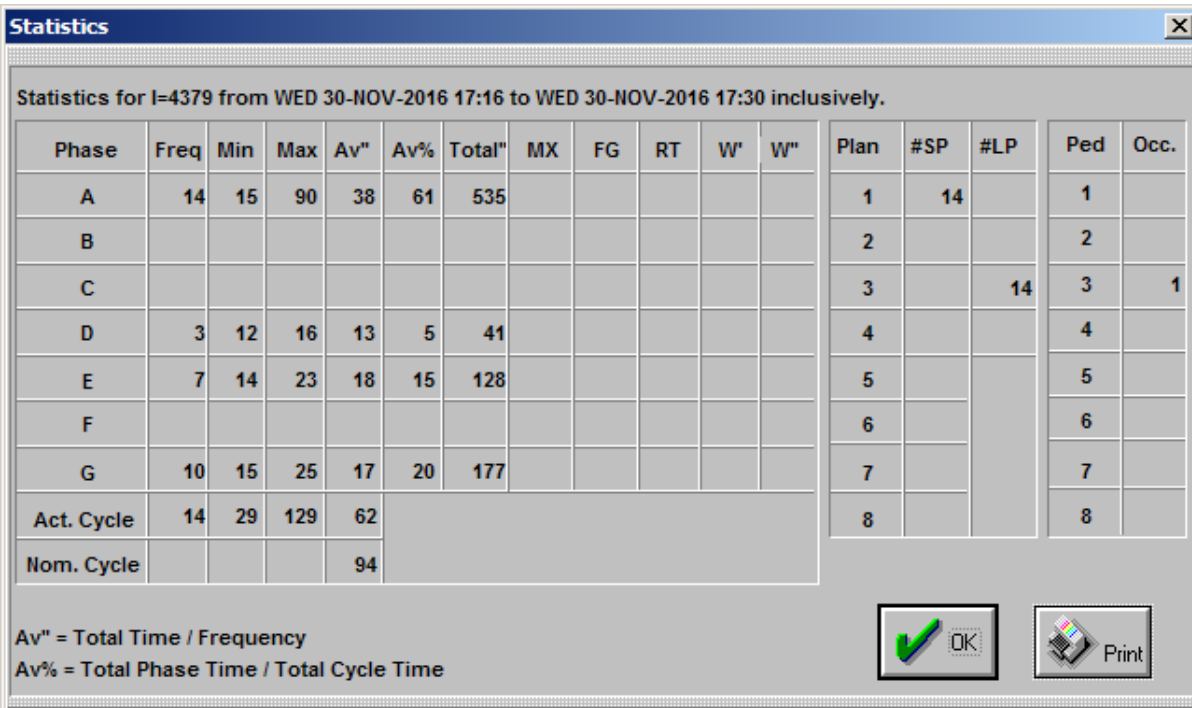 Statistics
Statistics for I=4379 from WED 30-NOV-2016 17:16 to WED 30-NOV-2016 17:30 inclusively.
Phase Freq Min Max Av" Av% Total" MX FG RT W' W" Plan #SP #LP Ped Occ.
A 14 15 90 38 61 535 1 14 1
B 2 2
C 3 14 3 1
D 3 12 16 13 5 41 4 4
E 7 14 23 18 15 128 5 5
F 6 6
G 10 15 25 17 20 177 7 7
Act. Cycle 14 29 129 62 8 8
Nom. Cycle 94
Av" = Total Time / Frequency
Av% = Total Phase Time / Total Cycle Time
OK
Print